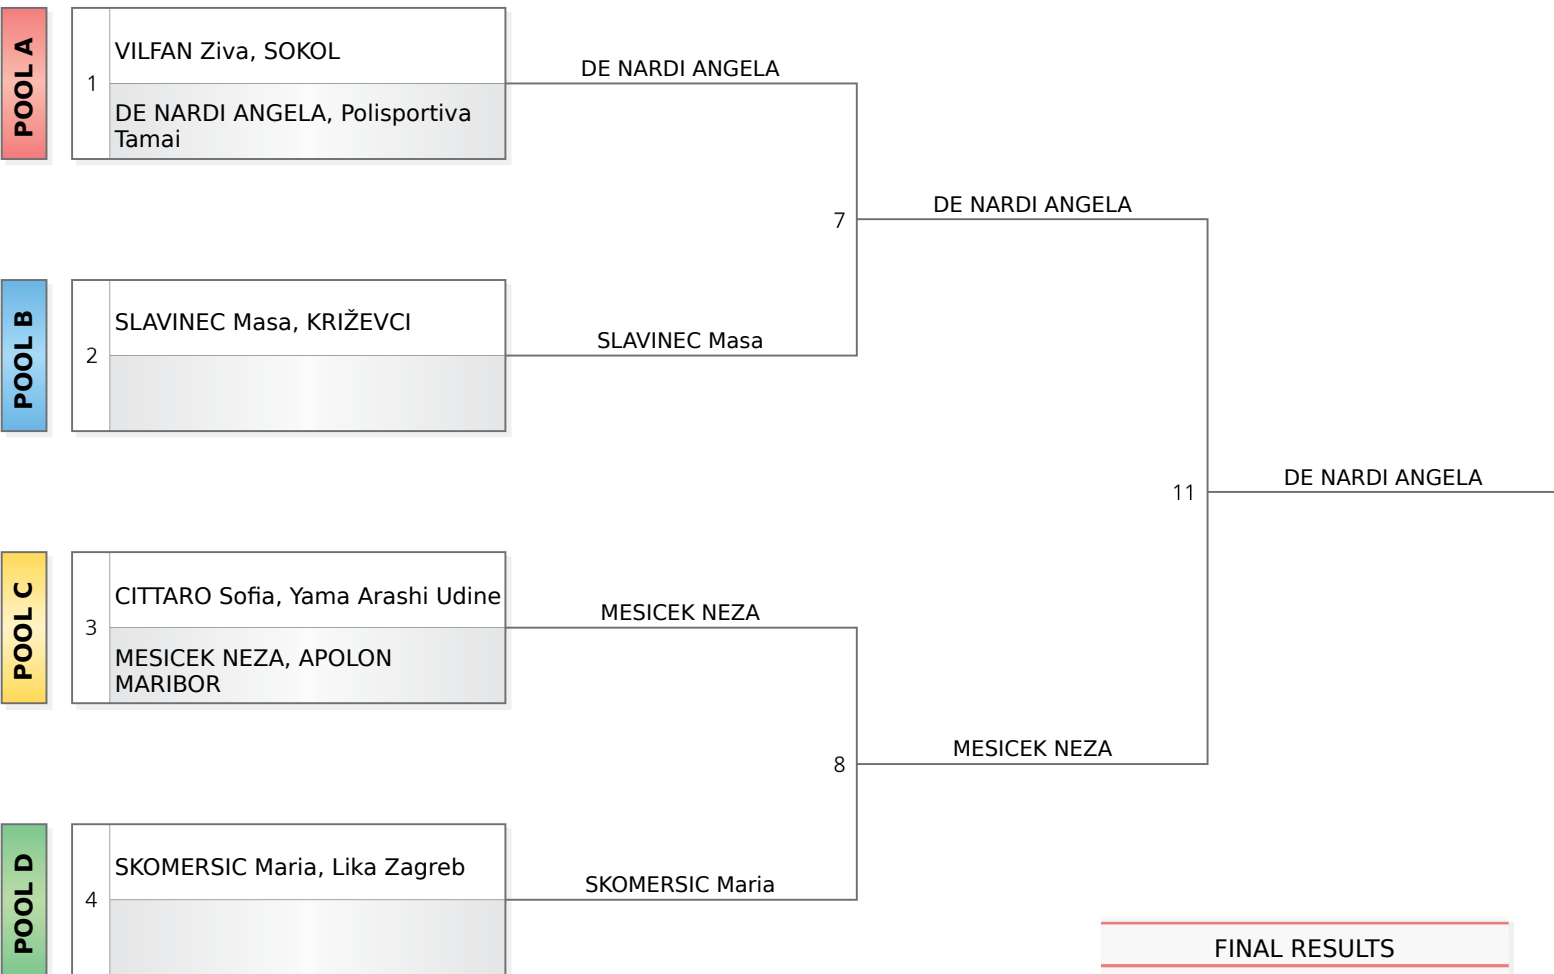 POOL A
1
VILFAN Ziva, SOKOL
DE NARDI ANGELA, Polisportiva
Tamai
DE NARDI ANGELA
7
DE NARDI ANGELA
POOL B
2
SLAVINEC Masa, KRIŽEVCI
SLAVINEC Masa
11
DE NARDI ANGELA
POOL C
3
CITTARO Sofia, Yama Arashi Udine
MESICEK NEZA, APOLON
MARIBOR
MESICEK NEZA
8
MESICEK NEZA
POOL D
4
SKOMERSIC Maria, Lika Zagreb
SKOMERSIC Maria
FINAL RESULTS